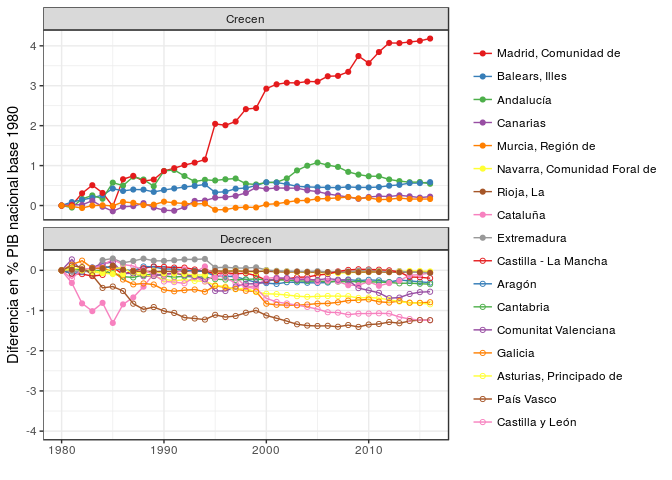 Crecen
4
3
2
1
0
Diferencia en % PIB nacional base 1980
Decrecen
0
-1
-2
-3
-4
1980 1990 2000 2010
Madrid, Comunidad de
Balears, Illes
Andalucía
Canarias
Murcia, Región de
Navarra, Comunidad Foral de
Rioja, La
Cataluña
Extremadura
Castilla - La Mancha
Aragón
Cantabria
Comunitat Valenciana
Galicia
Asturias, Principado de
País Vasco
Castilla y León